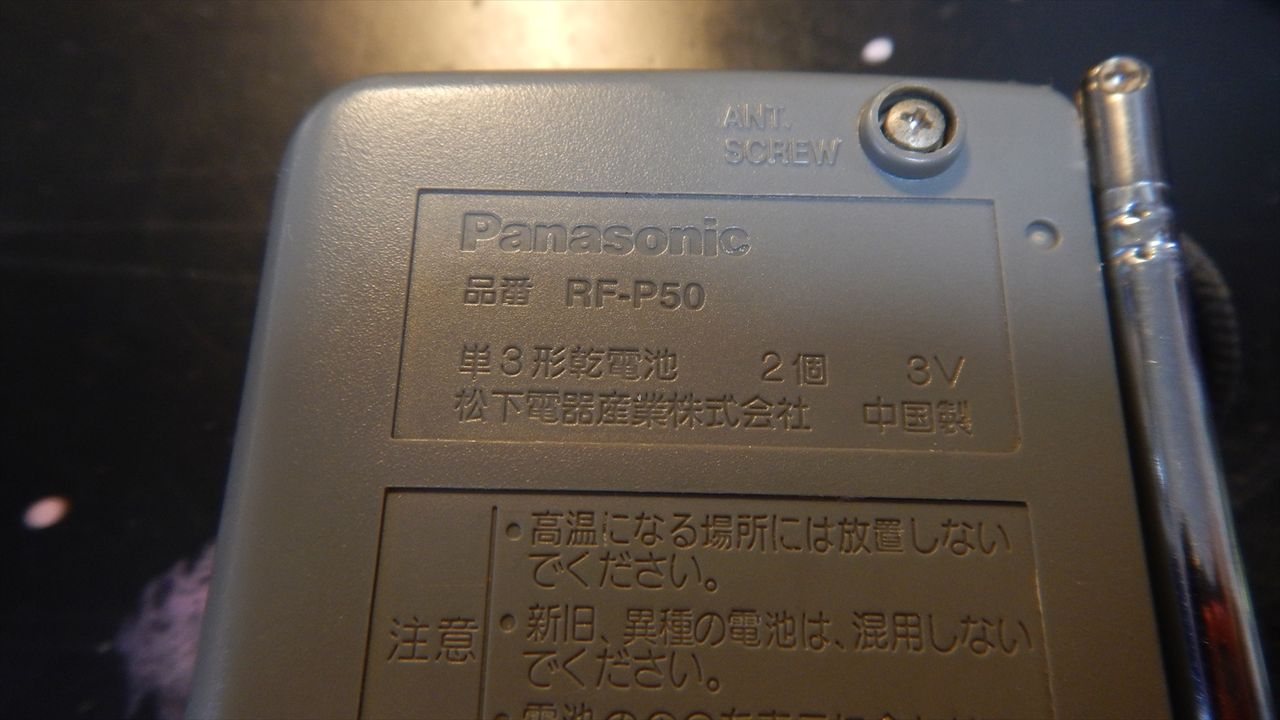 ANT.
SCREW
Panasonic
品番 RF-P50
単3形乾電池 2個 3V
松下電器産業株式会社 中国製
注意
•高温になる場所には放置しない
でください。
•新旧、異種の電池は、混用しない
でください。